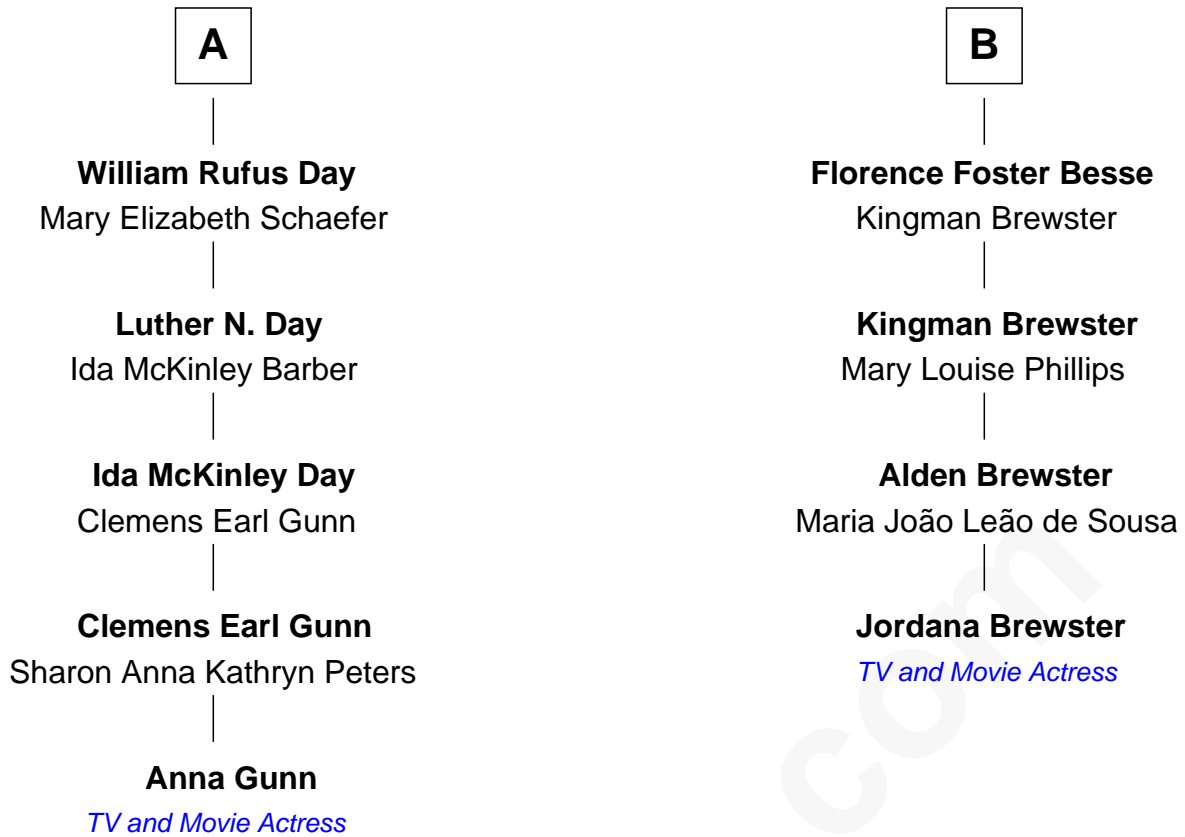 A
William Rufus Day
Mary Elizabeth Schaefer
Luther N. Day
Ida McKinley Barber
Ida McKinley Day
Clemens Earl Gunn
Clemens Earl Gunn
Sharon Anna Kathryn Peters
Anna Gunn
TV and Movie Actress
B
Florence Foster Besse
Kingman Brewster
Kingman Brewster
Mary Louise Phillips
Alden Brewster
Maria João Leão de Sousa
Jordana Brewster
TV and Movie Actress
com